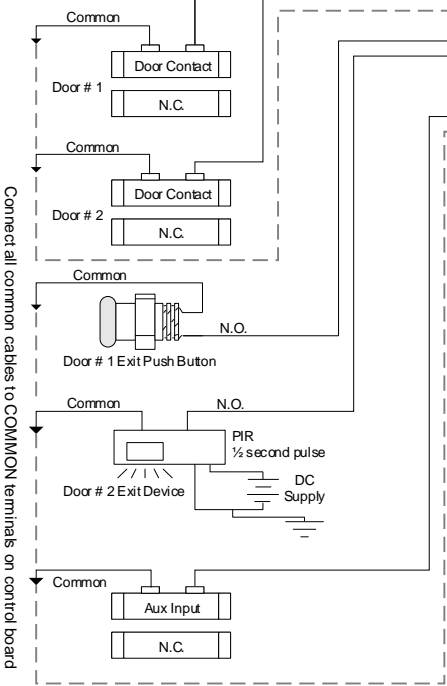 Common
Door Contact
Door # 1
N.C.
Common
Door Contact
Door # 2
N.C.
Common
N.O.
Door # 1 Exit Push Button
Common
N.O.
PIR
½ second pulse
DC
Supply
Door # 2 Exit Device
Common
Aux Input
N.C.
Connect all common cables to COMMON terminals on control board